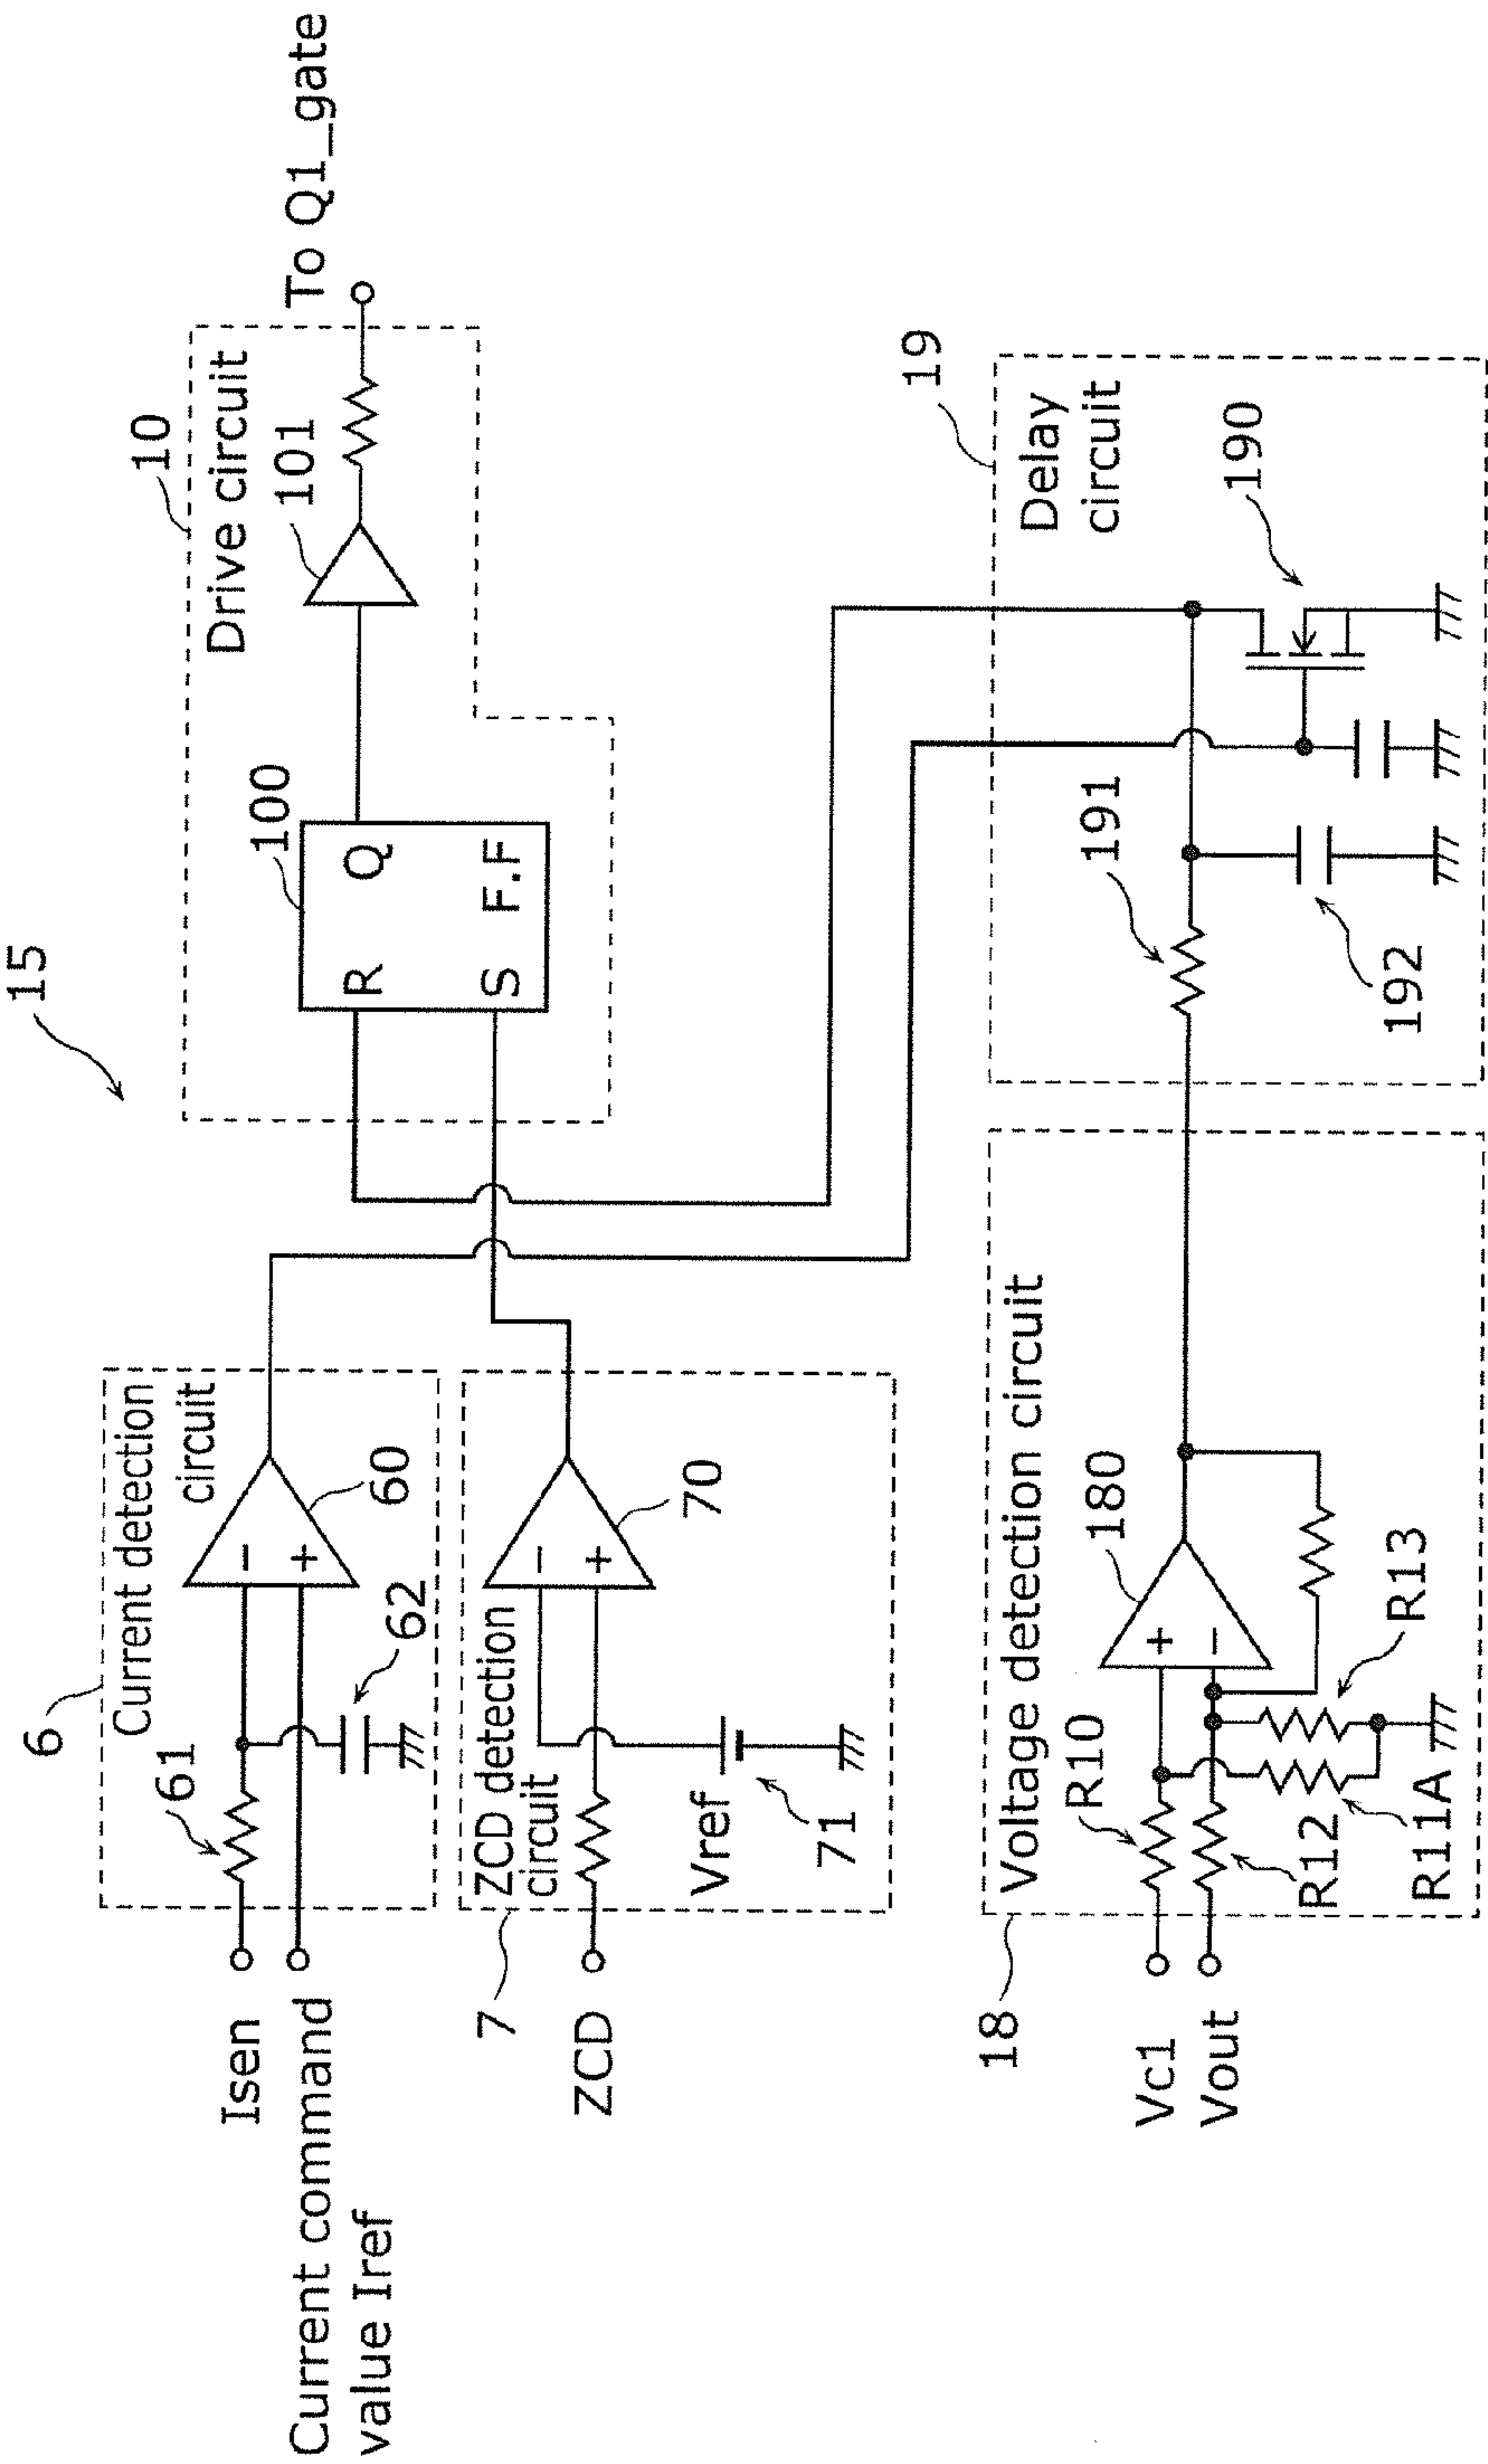 15
10
Drive circuit
100
R
Q
S
F.F
101
To Q1_gate
6
Current detection
circuit
61
-
+
60
62
Isen
Current command
value Iref
7
ZCD detection
circuit
-
+
70
Vref
71
ZCD
18
Voltage detection circuit
Vc1
Vout
R10
R12
R11A
R13
+
-
180
19
Delay
circuit
191
192
190